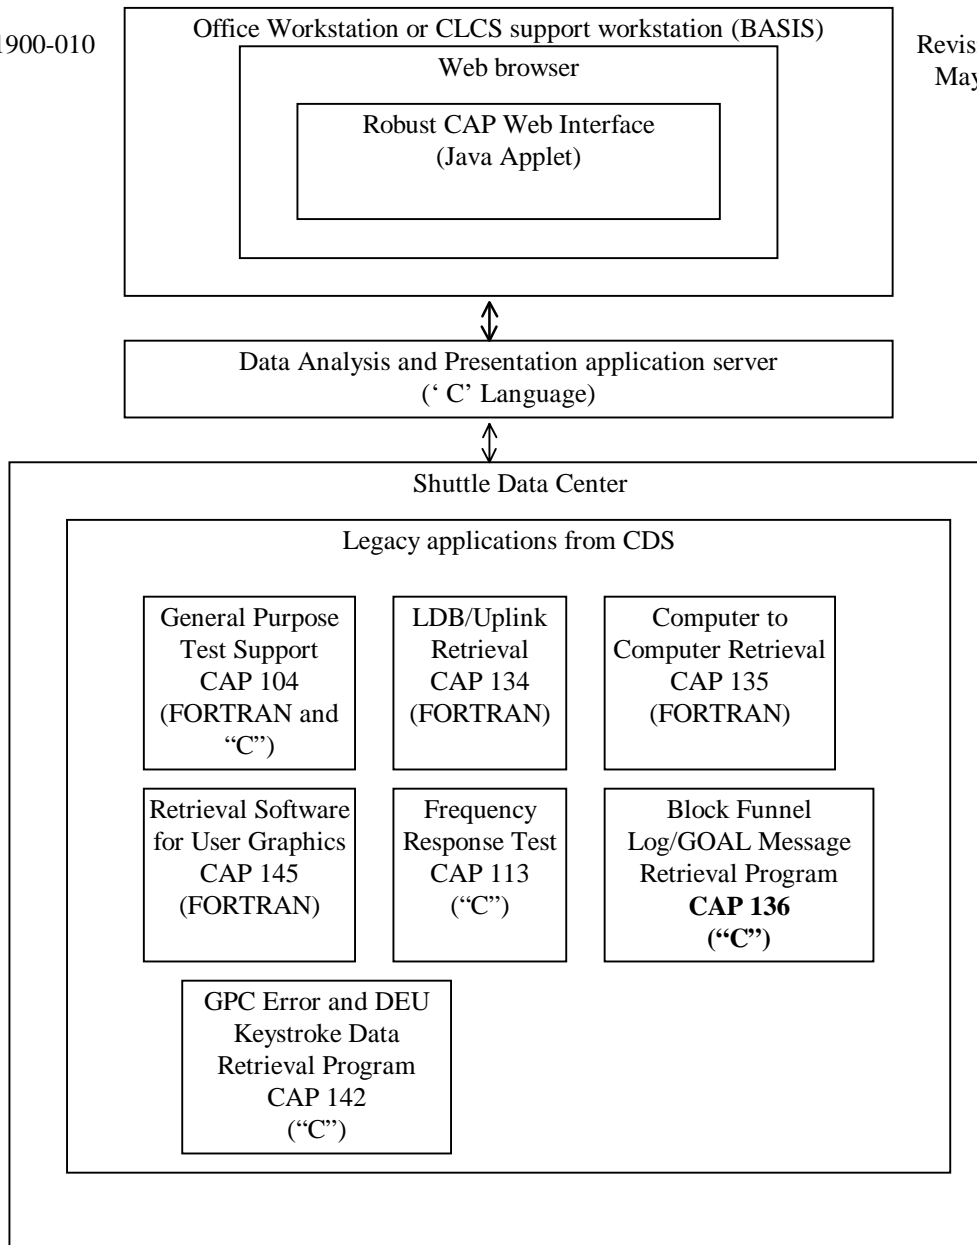 1900-010
Office Workstation or CLCS support workstation (BASIS)
Revis
May
Web browser
Robust CAP Web Interface
(Java Applet)
Data Analysis and Presentation application server
(‘ C’ Language)
Shuttle Data Center
Legacy applications from CDS
General Purpose
Test Support
CAP 104
(FORTRAN and
“C”)
LDB/Uplink
Retrieval
CAP 134
(FORTRAN)
Computer to
Computer Retrieval
CAP 135
(FORTRAN)
Retrieval Software
for User Graphics
CAP 145
(FORTRAN)
Frequency
Response Test
CAP 113
(“C”)
Block Funnel
Log/GOAL Message
Retrieval Program
CAP 136
(“C”)
GPC Error and DEU
Keystroke Data
Retrieval Program
CAP 142
(“C”)